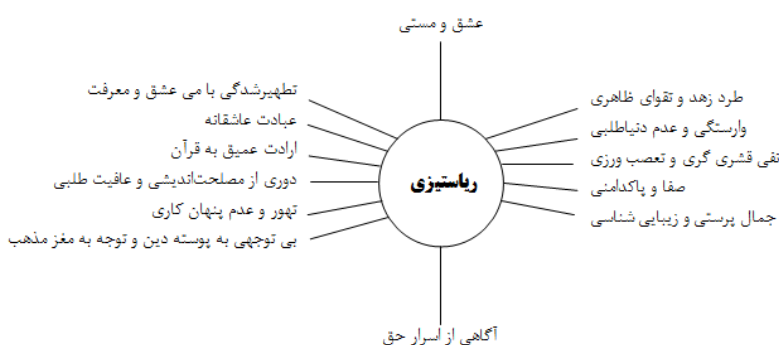 عشق و مستی
طرد زهد و تقوای ظاهری
وارستگی و عدم دنیاطلبی
نفی قشری گری و تعصب ورزی
صفا و پاکدامنی
جمال پرستی و زیبایی شناسی
ریاستیزی
تطهیرشدگی با می عشق و معرفت
عبادت عاشقانه
ارادت عمیق به قرآن
دوری از مصلحت‌اندیشی و عافیت طلبی
تهور و عدم پنهان کاری
بی توجهی به پوسته دین و توجه به مغز مذهب
آگاهی از اسرار حق